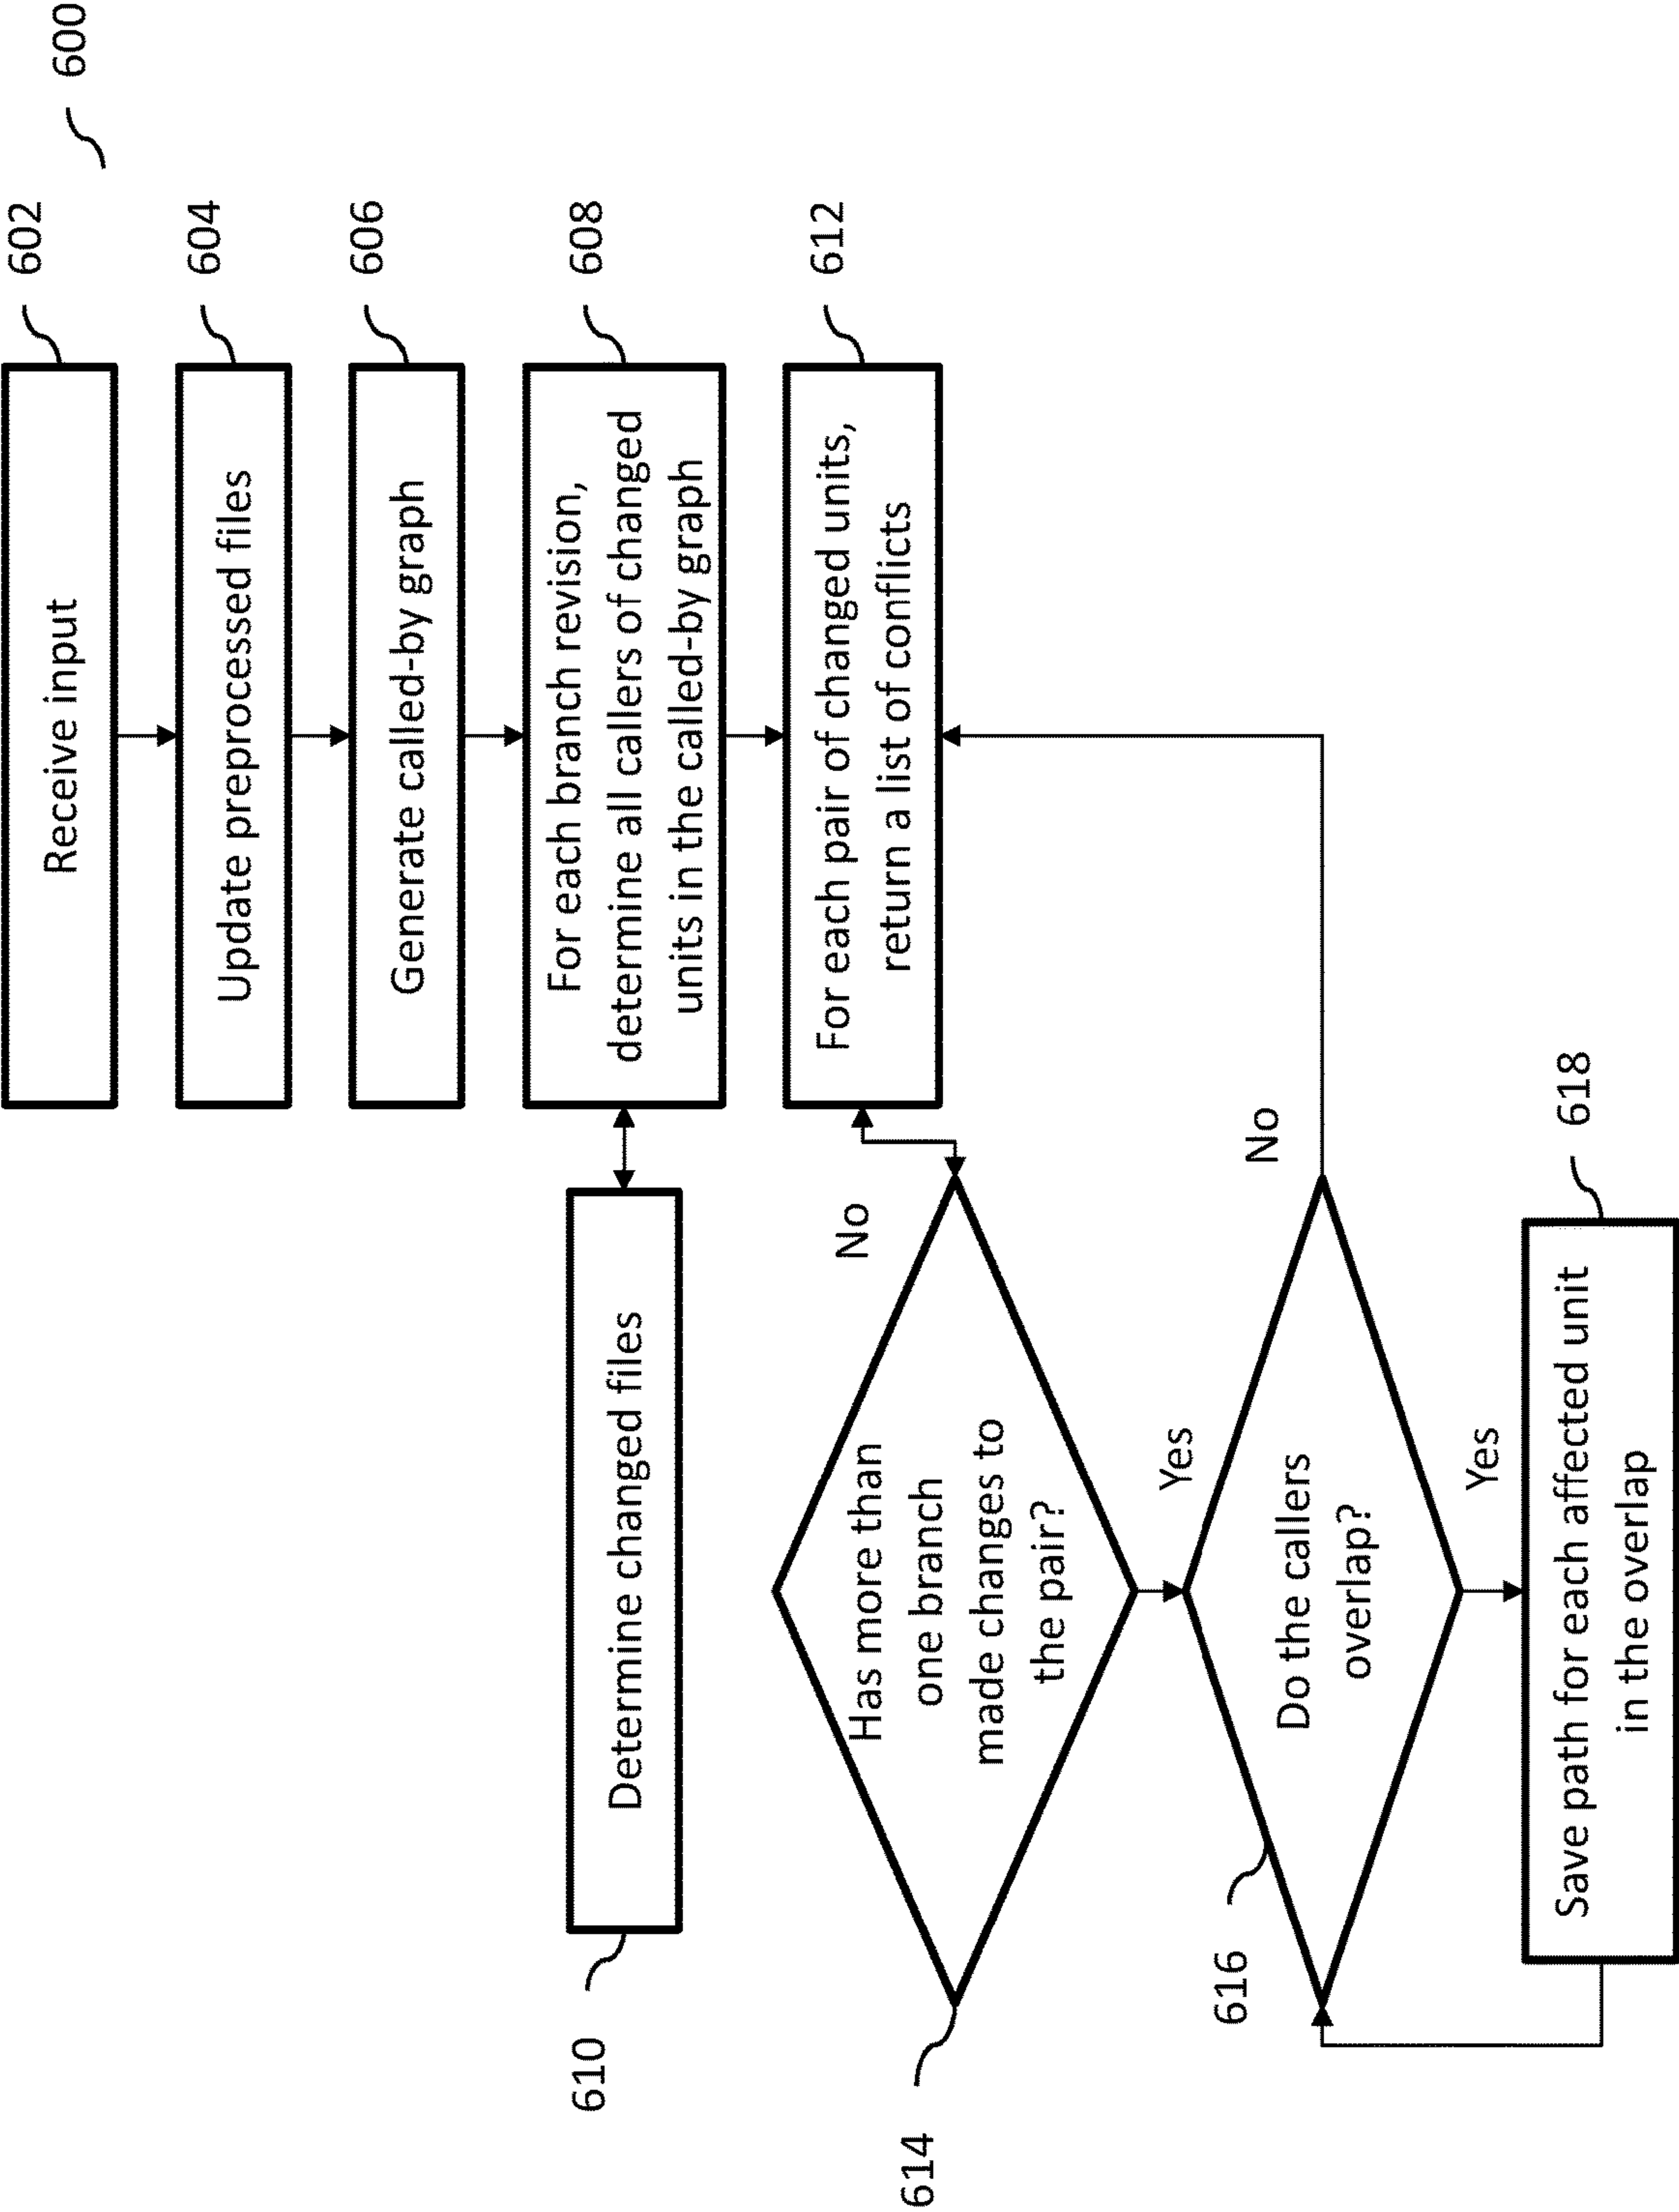 600
602
Receive input
604
Update preprocessed files
606
Generate called-by graph
608
For each branch revision,
determine all callers of changed
units in the called-by graph
610
Determine changed files
612
For each pair of changed units,
return a list of conflicts
614
Has more than
one branch
made changes to
the pair?
No
Yes
616
Do the callers
overlap?
No
Yes
618
Save path for each affected unit
in the overlap